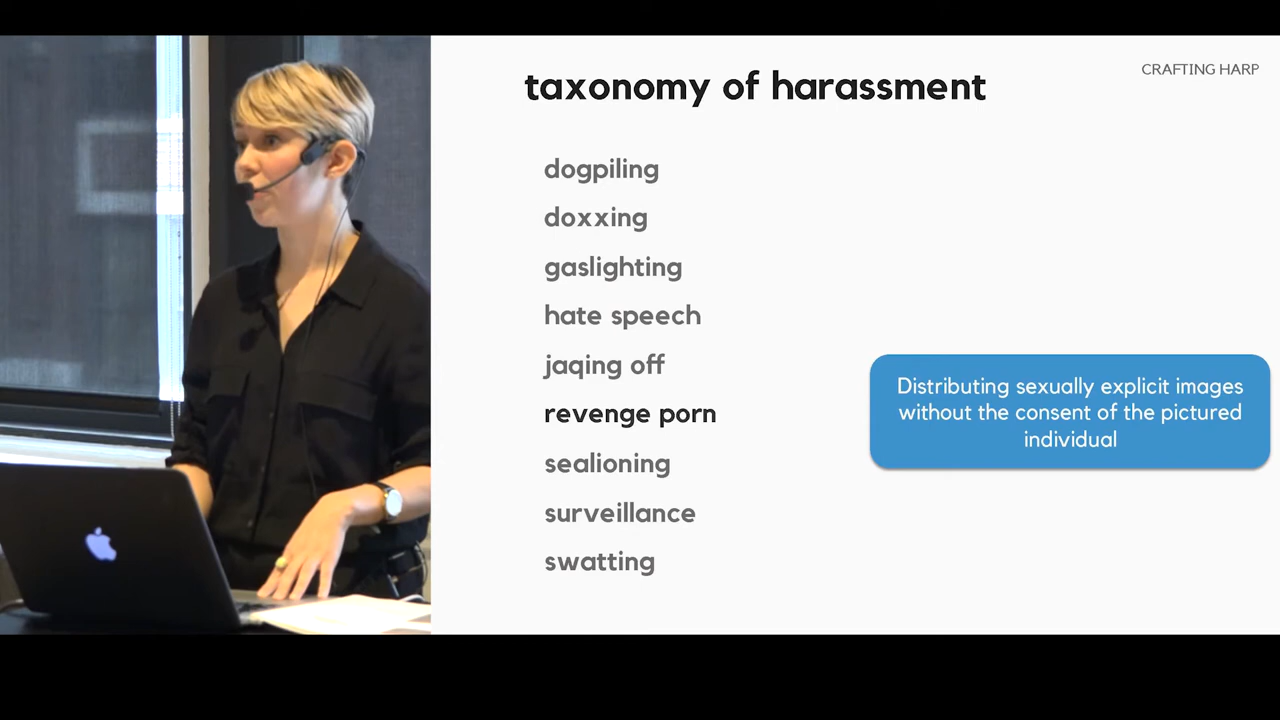 taxonomy of harassment
CRAFTING HARP
dogpiling
doxxing
gaslighting
hate speech
jaqing off
revenge porn
Distributing sexually explicit images
without the consent of the pictured
individual
sealioning
surveillance
swatting